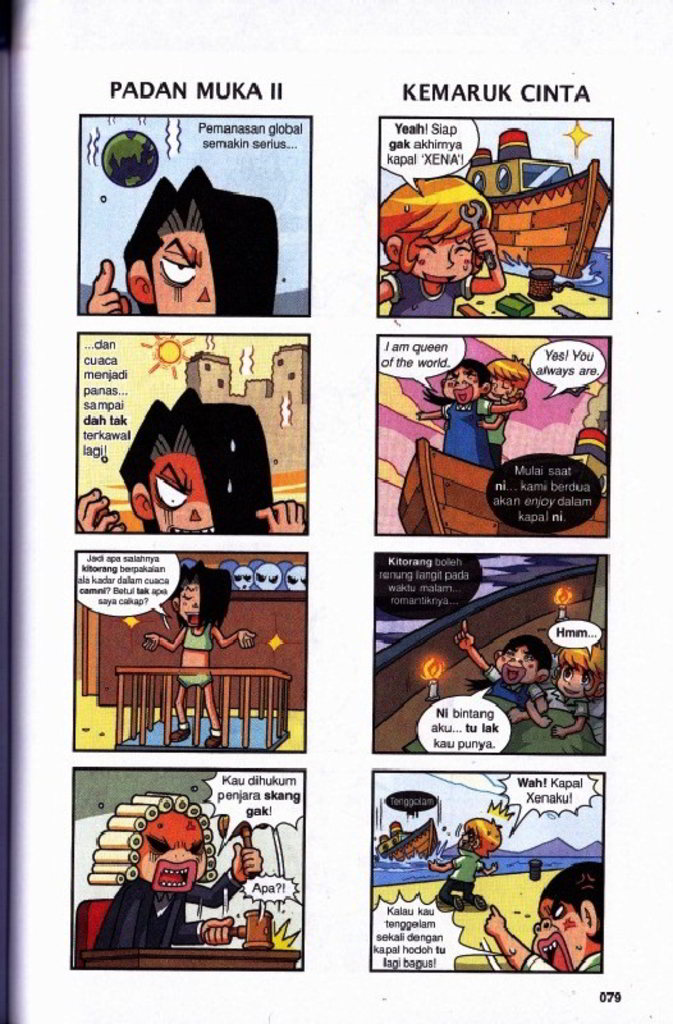 PADAN MUKA II
Pemanasan global
semakin serius...
...dan
cuaca
menjadi
panas...
sampai
dah tak
terkawal
lagi!
Jadi apa salahnya
kitorang berpakaian
ala kadar dalam cuaca
camni? Betul tak apa
saya cakap?
Kau dihukum
penjara skang
gak!
Apa?!
KEMARUK CINTA
Yeah! Siap
gak akhirnya
kapal 'XENA'!
I am queen
of the world.
Yes! You
always are.
Mulai saat
ni... kami berdua
akan enjoy dalam
kapal ni.
Kitorang boleh
renung langit pada
waktu malam...
romantiknya...
Hmm...
Ni bintang
aku... tu lak
kau punya.
Wah! Kapal
Xenaku!
Tenggelam
Kalau kau
tenggelam
sekali dengan
kapal hodoh tu
lagi bagus!
079